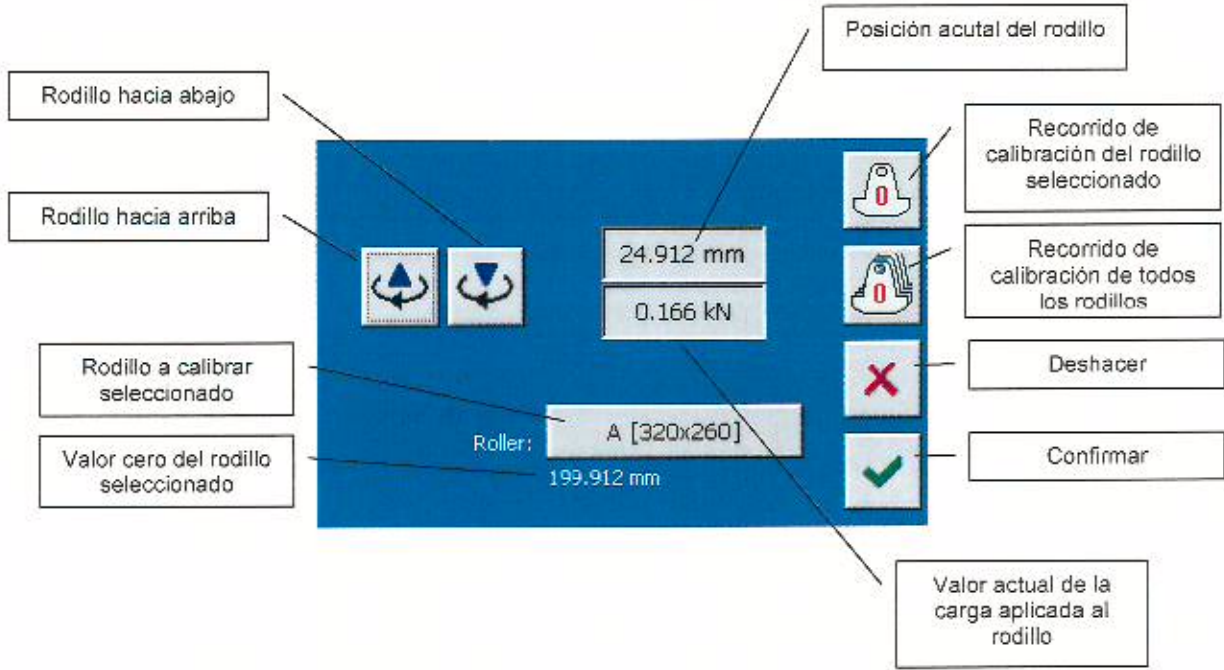 Posición acutal del rodillo
Rodillo hacia abajo
Recorrido de
calibración del rodillo
seleccionado
Rodillo hacia arriba
24.912 mm
0.166 kN
0
Recorrido de
calibración de todos
los rodillos
0
Rodillo a calibrar
seleccionado
Deshacer
Roller:
A [320x260]
Valor cero del rodillo
seleccionado
199.912 mm
Confirmar
Valor actual de la
carga aplicada al
rodillo